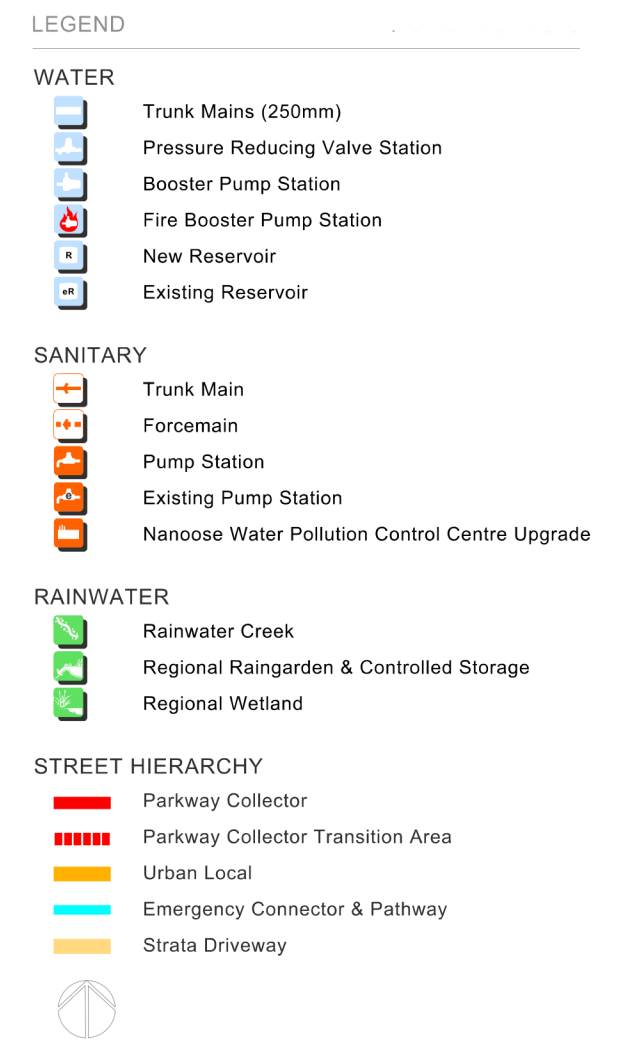 LEGEND
WATER
Trunk Mains (250mm)
Pressure Reducing Valve Station
Booster Pump Station
Fire Booster Pump Station
R New Reservoir
eR Existing Reservoir
SANITARY
Trunk Main
Forcemain
Pump Station
e Existing Pump Station
Nanoose Water Pollution Control Centre Upgrade
RAINWATER
Rainwater Creek
Regional Raingarden & Controlled Storage
Regional Wetland
STREET HIERARCHY
Parkway Collector
Parkway Collector Transition Area
Urban Local
Emergency Connector & Pathway
Strata Driveway